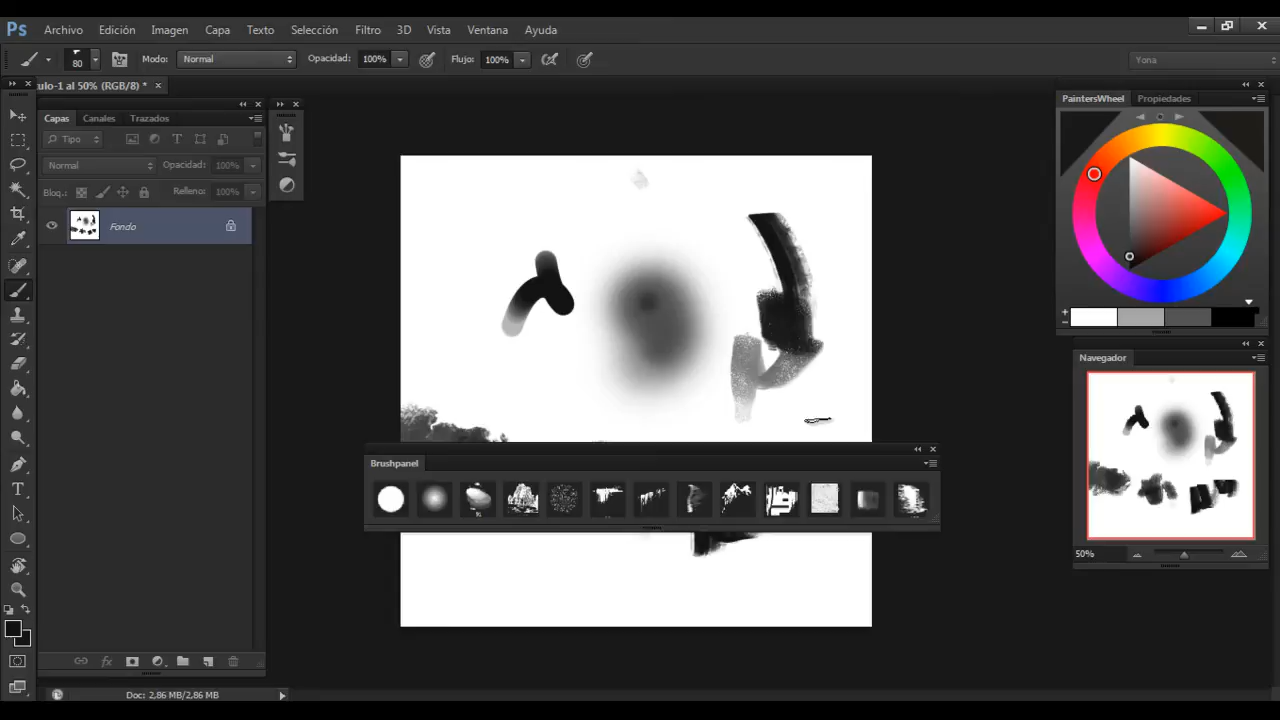 Ps Archivo Edición Imagen Capa Texto Selección Filtro 3D Vista Ventana Ayuda
80 Modo: Normal Opacidad: 100% Flujo: 100% Yona
ulo-1 al 50% (RGB/8) * ×
Capas Canales Trazados
Tipo
Normal Opacidad: 100%
Bloq.: Relleno: 100%
Fondo
PaintersWheel Propiedades
Navegador
50%
Brushpanel
Doc: 2,86 MB/2,86 MB